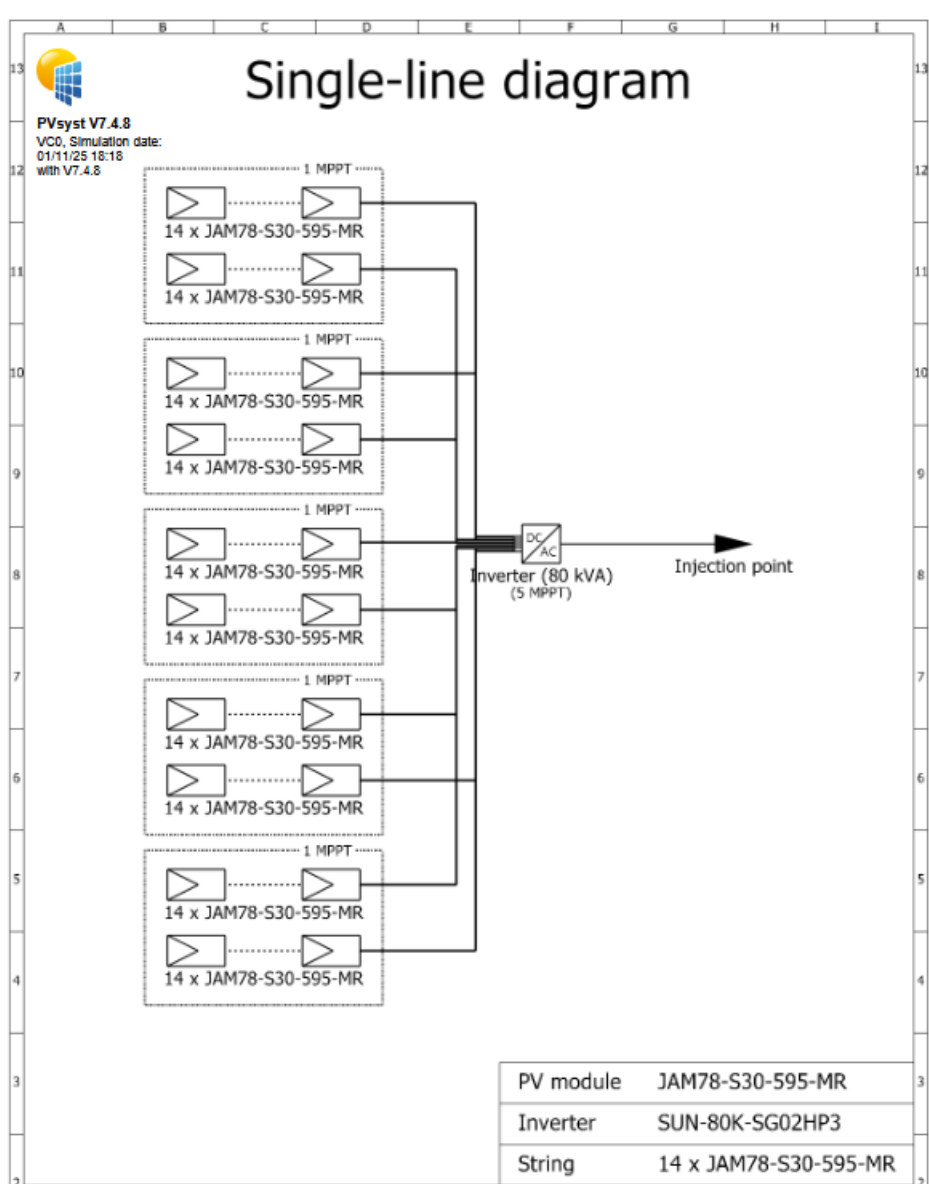 A B C D E F G H I
13 13
Single-line diagram
PVsyst V7.4.8
VC0, Simulation date:
01/11/25 18:18
with V7.4.8
12 12
1 MPPT
14 x JAM78-S30-595-MR
11 11
14 x JAM78-S30-595-MR
1 MPPT
10 10
14 x JAM78-S30-595-MR
14 x JAM78-S30-595-MR
9 9
1 MPPT
DC
AC
14 x JAM78-S30-595-MR
Inverter (80 kVA)
(5 MPPT)
Injection point
8 8
14 x JAM78-S30-595-MR
7 7
1 MPPT
14 x JAM78-S30-595-MR
6 6
14 x JAM78-S30-595-MR
1 MPPT
5 5
14 x JAM78-S30-595-MR
14 x JAM78-S30-595-MR
4 4
3 3
PV module JAM78-S30-595-MR
Inverter SUN-80K-SG02HP3
String 14 x JAM78-S30-595-MR
2 2